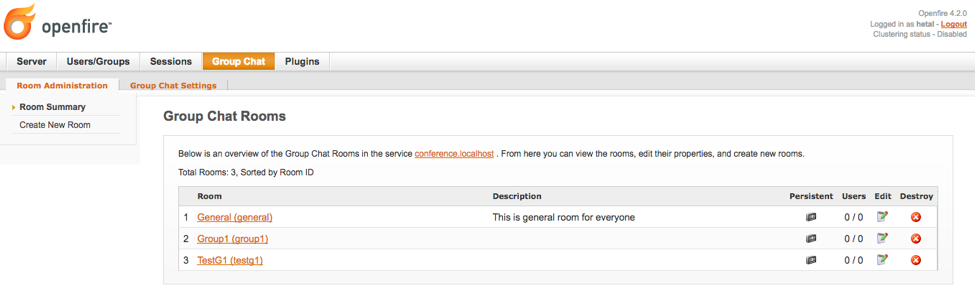 openfire™
Openfire 4.2.0
Logged in as hetal - Logout
Clustering status - Disabled
Server Users/Groups Sessions Group Chat Plugins
Room Administration Group Chat Settings
Room Summary
Create New Room
Group Chat Rooms
Below is an overview of the Group Chat Rooms in the service conference.localhost . From here you can view the rooms, edit their properties, and create new rooms.
Total Rooms: 3, Sorted by Room ID
Room Description Persistent Users Edit Destroy
1 General (general) This is general room for everyone 0 / 0
2 Group1 (group1) 0 / 0
3 TestG1 (testg1) 0 / 0